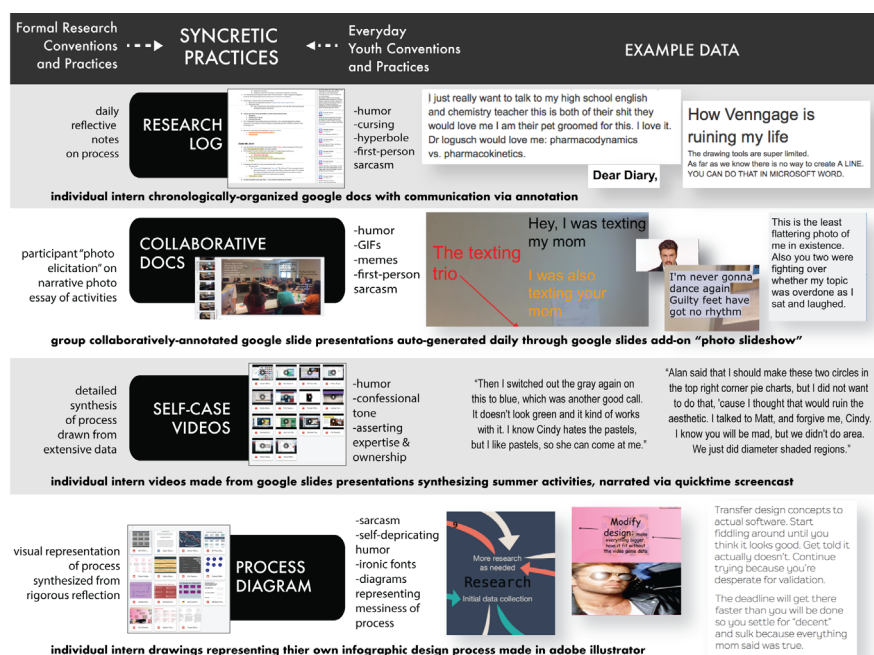 Formal Research
Conventions
and Practices
SYNCRETIC
PRACTICES
Everyday
Youth Conventions
and Practices
EXAMPLE DATA
daily
reflective
notes
on process
RESEARCH
LOG
-humor
-cursing
-hyperbole
-first-person
sarcasm
I just really want to talk to my high school english
and chemistry teacher this is both of their shit they
would love me I am their pet groomed for this. I love it.
Dr logusch would love me: pharmacodynamics
vs. pharmacokinetics.
Dear Diary,
How Venngage is
ruining my life
The drawing tools are super limited.
As far as we know there is no way to create A LINE.
YOU CAN DO THAT IN MICROSOFT WORD.
individual intern chronologically-organized google docs with communication via annotation
participant "photo
elicitation" on
narrative photo
essay of activities
COLLABORATIVE
DOCS
-humor
-GIFs
-memes
-first-person
sarcasm
The texting
trio
Hey, I was texting
my mom
I was also
texting your
mom
I'm never gonna
dance again
Guilty feet have
got no rhythm
This is the least
flattering photo of
me in existence.
Also you two were
fighting over
whether my topic
was overdone as I
sat and laughed.
group collaboratively-annotated google slide presentations auto-generated daily through google slides add-on "photo slideshow"
detailed
synthesis
of process
drawn from
extensive data
SELF-CASE
VIDEOS
-humor
-confessional
tone
-asserting
expertise &
ownership
"Then I switched out the gray again on
this to blue, which was another good call.
It doesn't look green and it kind of works
with it. I know Cindy hates the pastels,
but I like pastels, so she can come at me."
"Alan said that I should make these two circles in
the top right corner pie charts, but I did not want
to do that, 'cause I thought that would ruin the
aesthetic. I talked to Matt, and forgive me, Cindy.
I know you will be mad, but we didn't do area.
We just did diameter shaded regions."
individual intern videos made from google slides presentations synthesizing summer activities, narrated via quicktime screencast
visual representation
of process
synthesized from
rigorous reflection
PROCESS
DIAGRAM
-sarcasm
-self-depricating
humor
-ironic fonts
-diagrams
representing
messiness of
process
More research
as needed
Research
Initial data collection
Modify
design: make
everything bigger
have it fit without
the video game data
Transfer design concepts to
actual software. Start
fiddling around until you
think it looks good. Get told it
actually doesn't. Continue
trying because you're
desperate for validation.
The deadline will get there
faster than you will be done
so you settle for "decent"
and sulk because everything
mom said was true.
individual intern drawings representing thier own infographic design process made in adobe illustrator